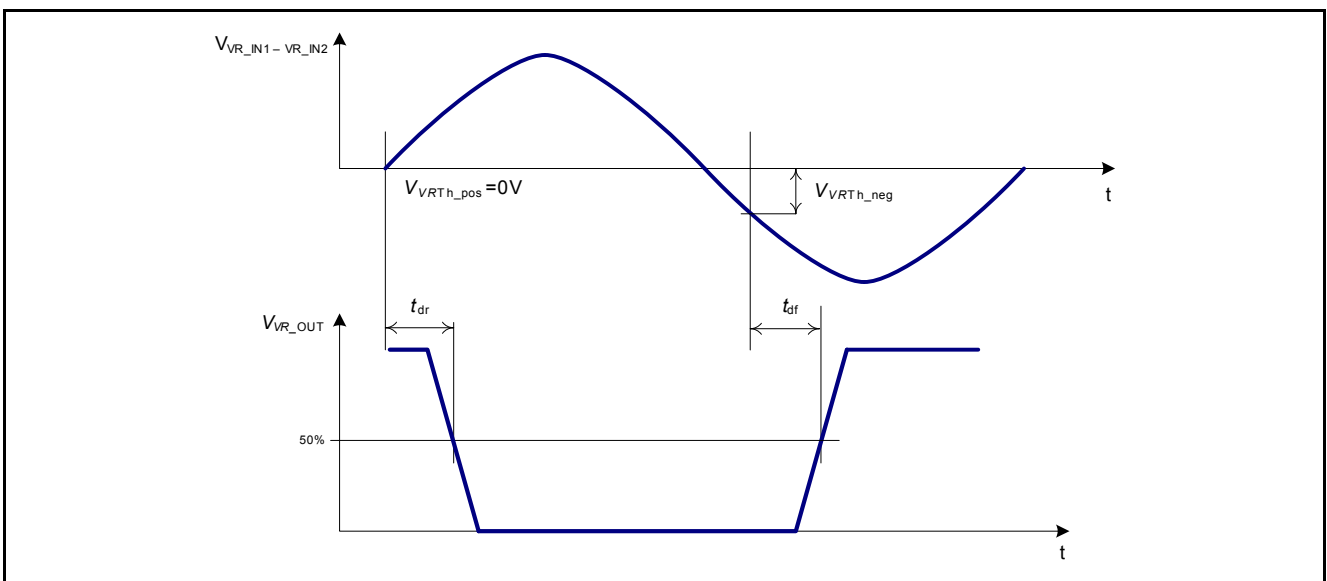 VVR_IN1 – VR_IN2
VVRTh_pos=0V
VVRTh_neg
t
tdr
tdf
VVR_OUT
50%
t